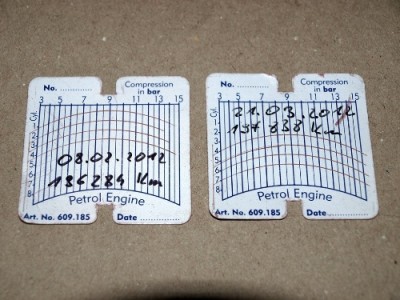 No. ............ Compression
in bar
3 5 7 9 11 13 15
Cyl.
1
2
3
4
5
6
7
8
08.02.2012
136284 Km
Petrol Engine
Art. No. 609.185 Date ............
No. ............ Compression
in bar
3 5 7 9 11 13 15
Cyl.
1
2
3
4
5
6
7
8
21.03.2012
137 838 Km
Petrol Engine
Art. No. 609.185 Date ............